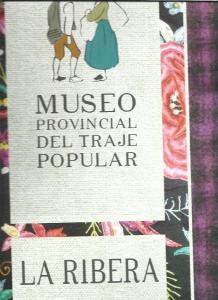 MUSEO
PROVINCIAL
DEL TRAJE
POPULAR
LA RIBERA